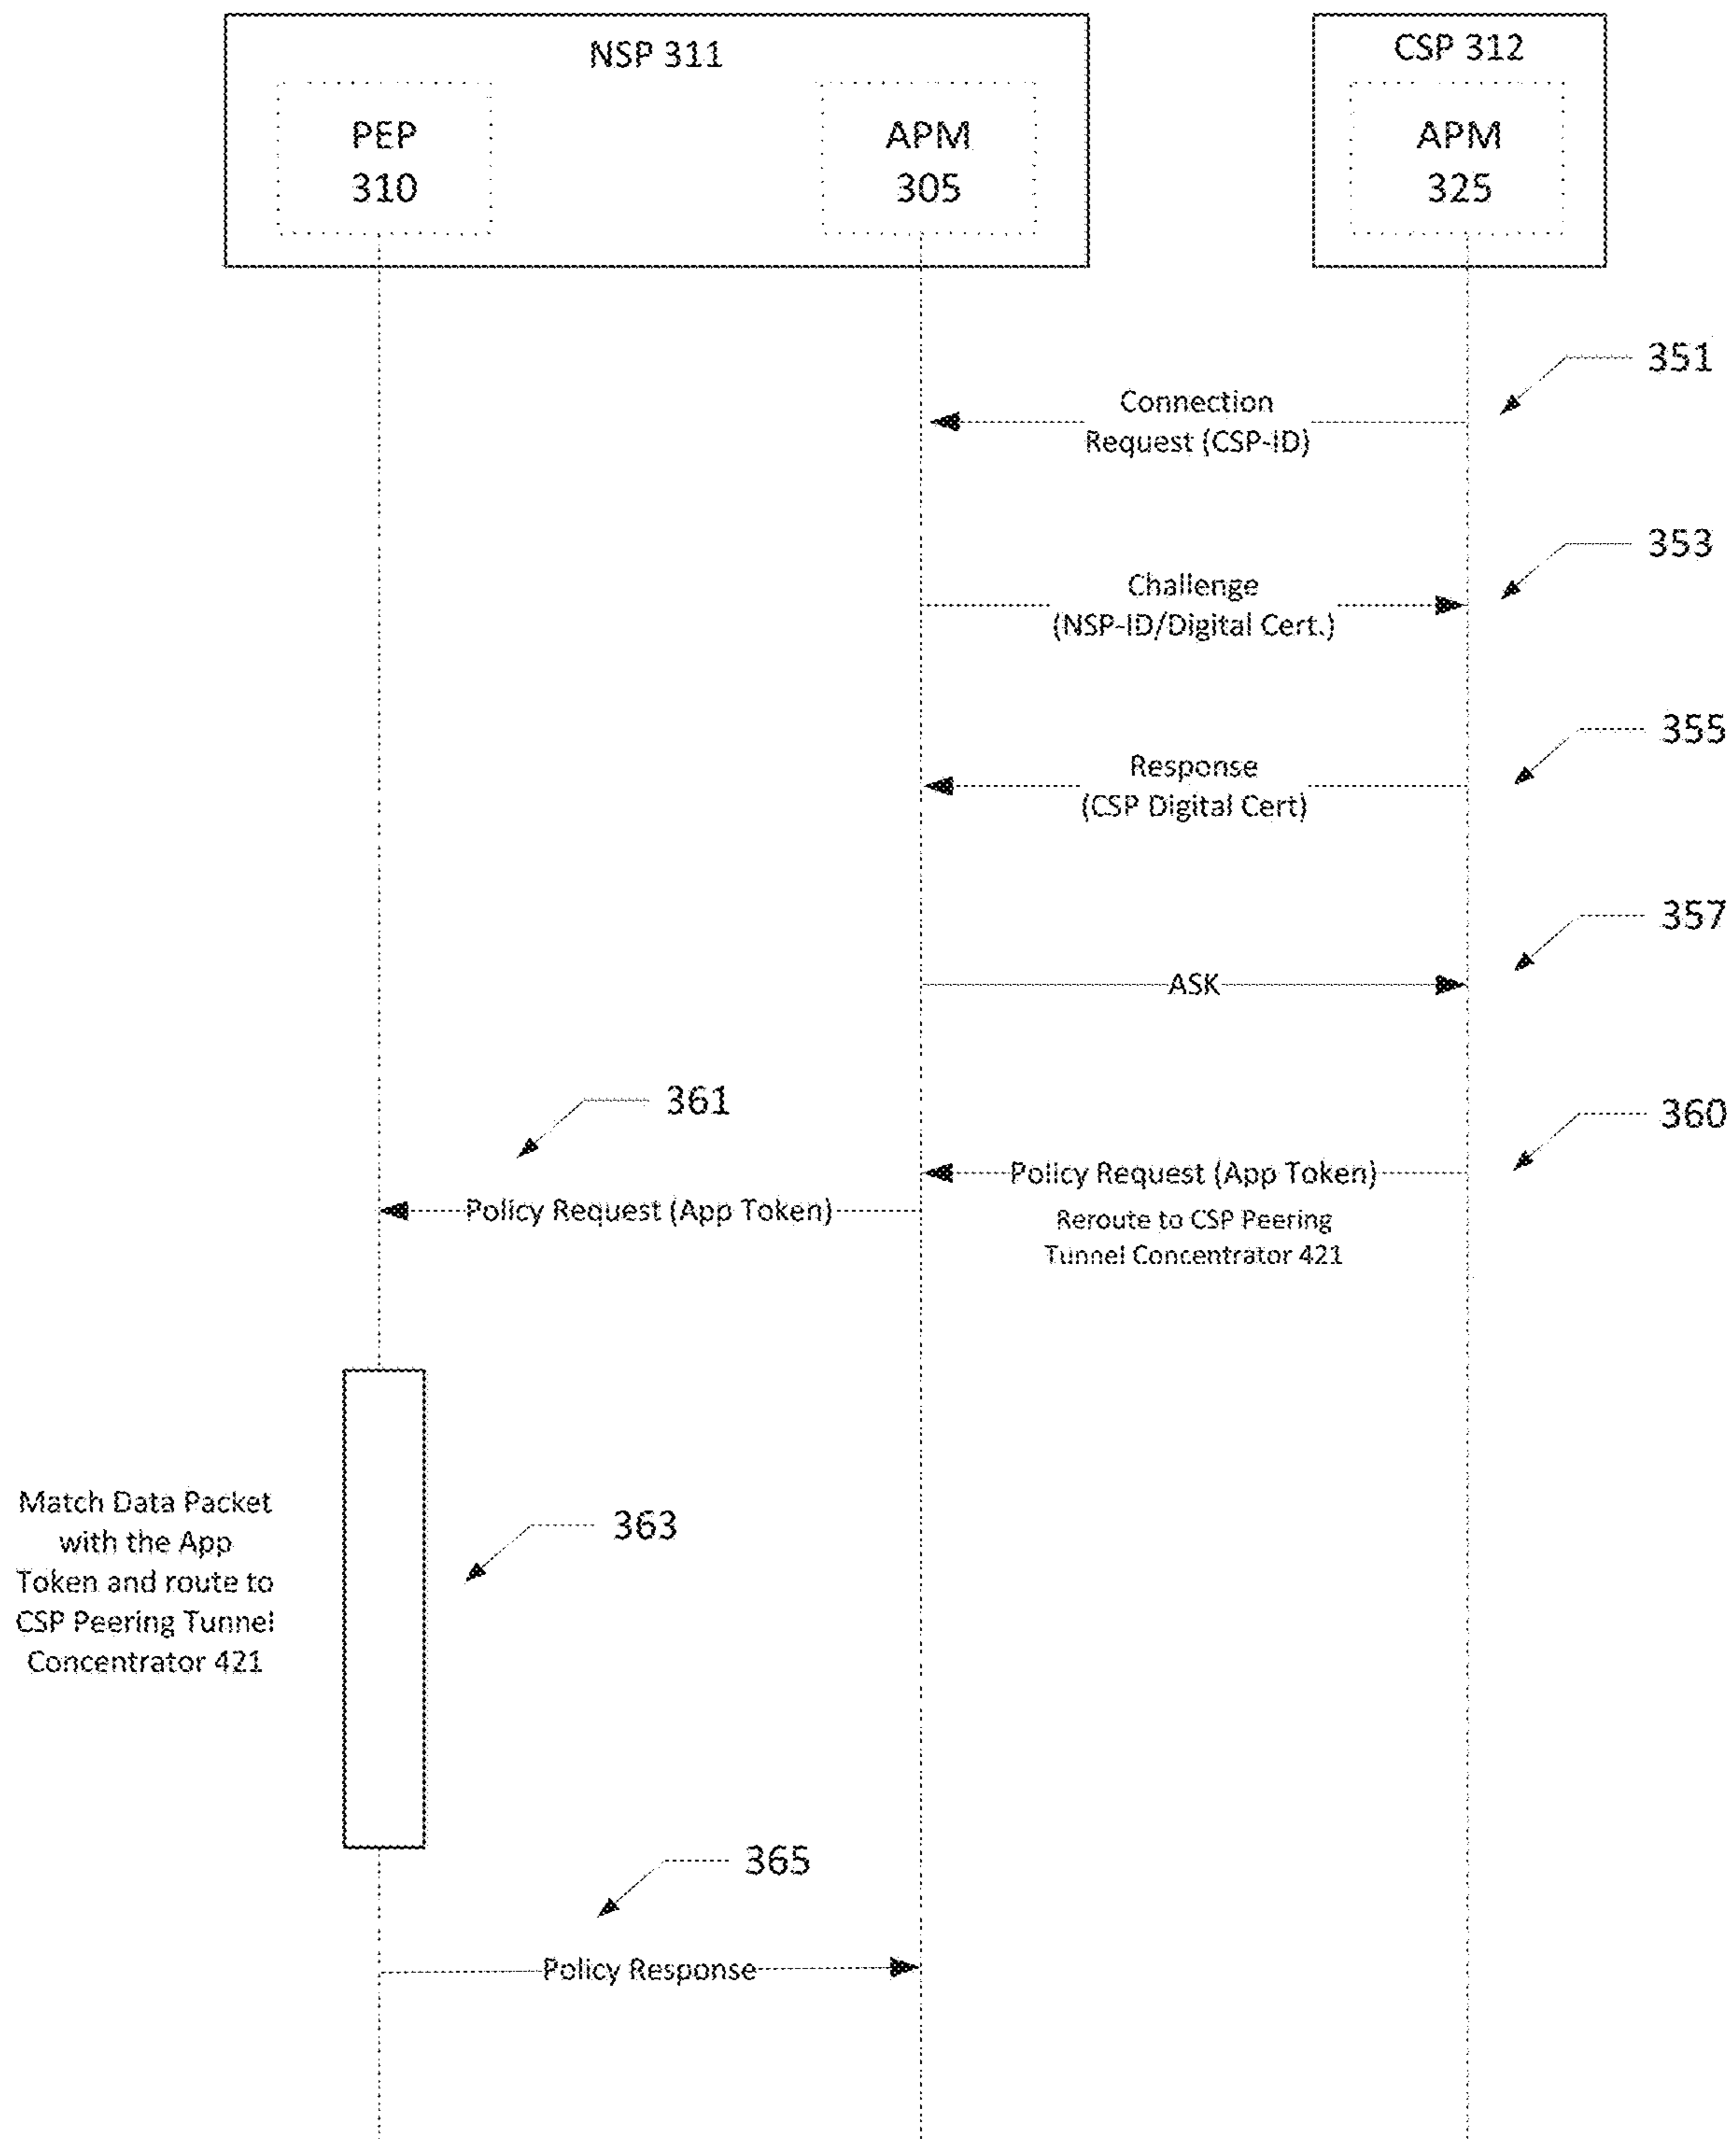 NSP 311
CSP 312
PEP
310
APM
305
APM
325
351
Connection
Request (CSP-ID)
353
Challenge
(NSP-ID/Digital Cert.)
355
Response
(CSP Digital Cert)
357
ASK
361
360
Policy Request (App Token)
Policy Request (App Token)
Reroute to CSP Peering
Tunnel Concentrator 421
Match Data Packet
with the App
Token and route to
CSP Peering Tunnel
Concentrator 421
363
365
Policy Response